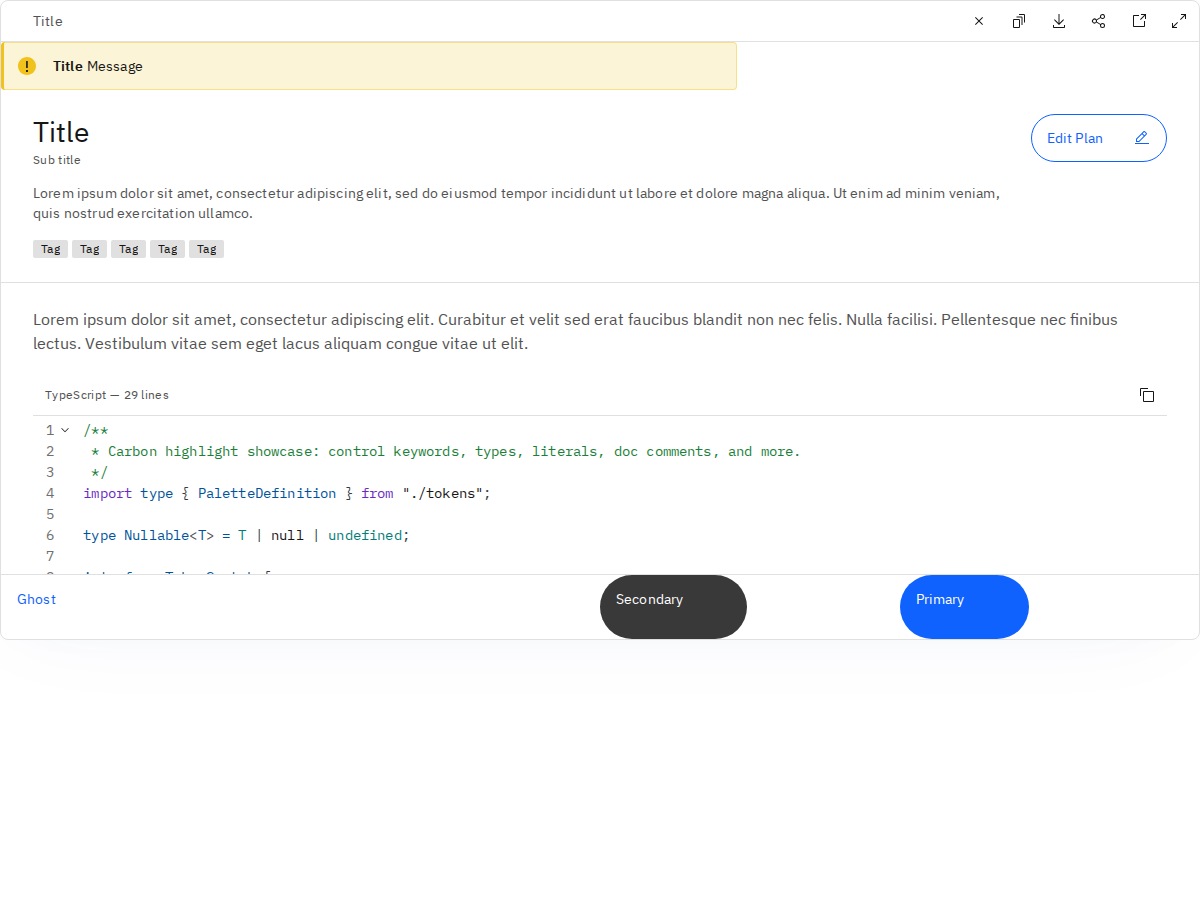 Title
Title Message
Title
Edit Plan
Sub title
Lorem ipsum dolor sit amet, consectetur adipiscing elit, sed do eiusmod tempor incididunt ut labore et dolore magna aliqua. Ut enim ad minim veniam,
quis nostrud exercitation ullamco.
Tag Tag Tag Tag Tag
Lorem ipsum dolor sit amet, consectetur adipiscing elit. Curabitur et velit sed erat faucibus blandit non nec felis. Nulla facilisi. Pellentesque nec finibus
lectus. Vestibulum vitae sem eget lacus aliquam congue vitae ut elit.
TypeScript — 29 lines
1 /**
2  * Carbon highlight showcase: control keywords, types, literals, doc comments, and more.
3  */
4 import type { PaletteDefinition } from "./tokens";
5
6 type Nullable<T> = T | null | undefined;
7
Ghost Secondary Primary